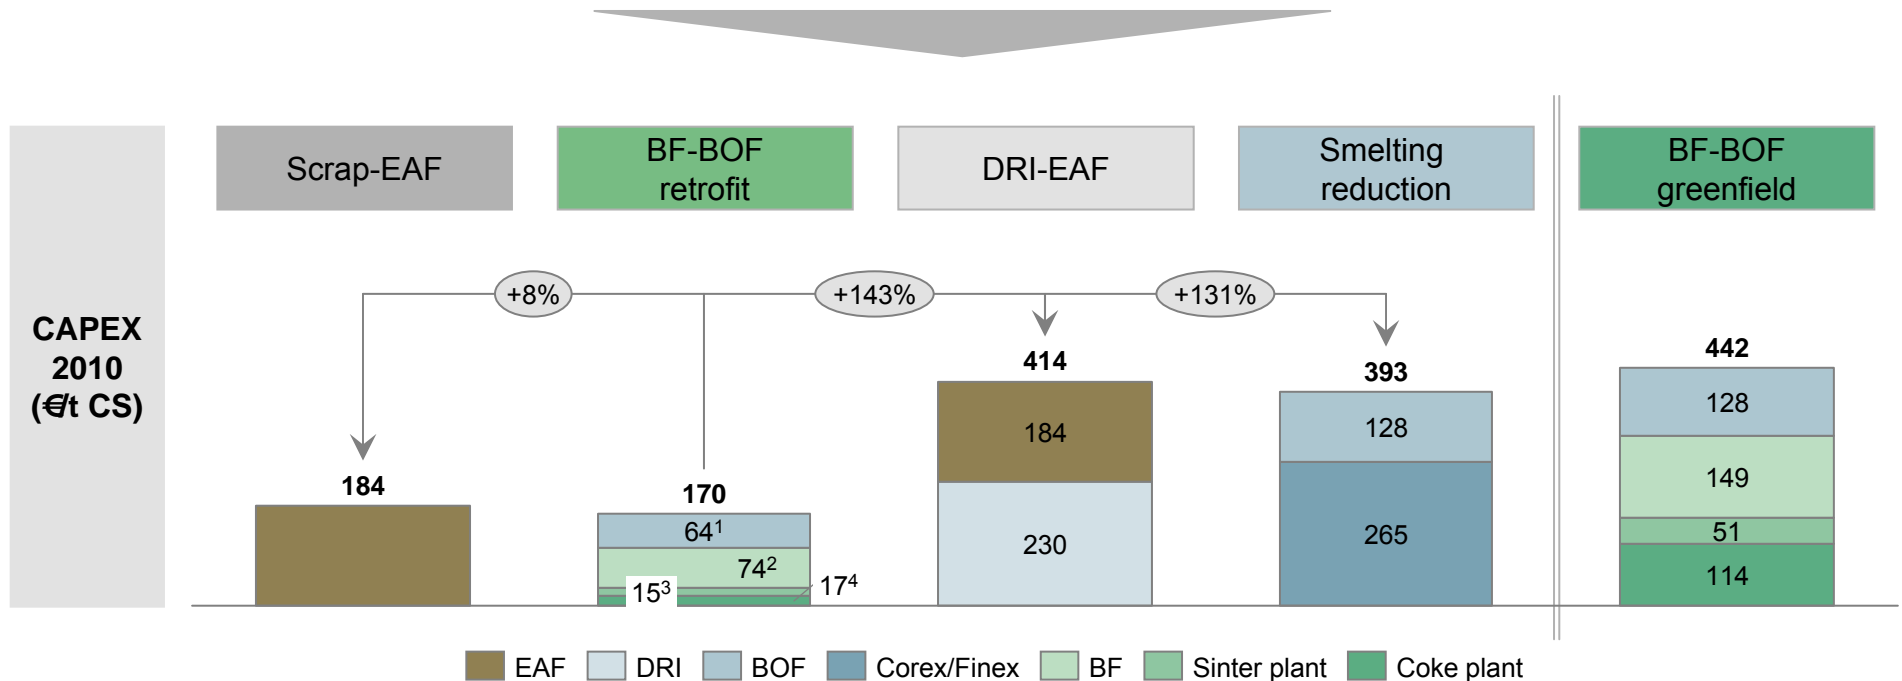 Scrap-EAF
BF-BOF
retrofit
DRI-EAF
Smelting
reduction
BF-BOF
greenfield
CAPEX
2010
(€/t CS)
+8%
+143%
+131%
184
170
64¹
74²
15³
17⁴
414
184
230
393
128
265
442
128
149
51
114
EAF
DRI
BOF
Corex/Finex
BF
Sinter plant
Coke plant